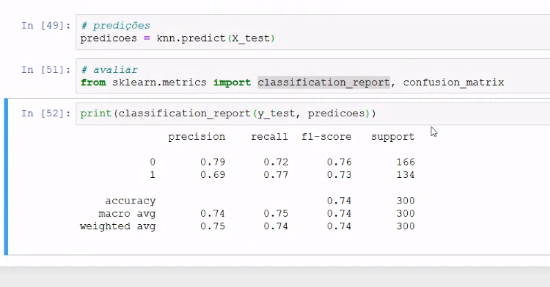 In [49]: # predições
predicoes = knn.predict(X_test)
In [51]: # avaliar
from sklearn.metrics import classification_report, confusion_matrix
In [52]: print(classification_report(y_test, predicoes))
precision recall f1-score support
0 0.79 0.72 0.76 166
1 0.69 0.77 0.73 134
accuracy 0.74 300
macro avg 0.74 0.75 0.74 300
weighted avg 0.75 0.74 0.74 300